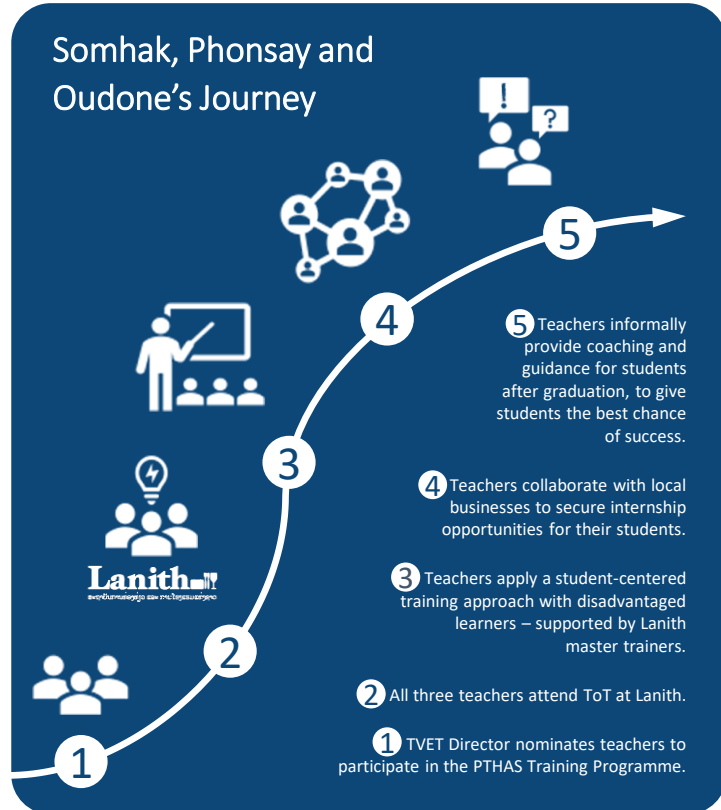 Somhak, Phonsay and
Oudone's Journey
!
?
5
4
3
Lanith
2
1
5 Teachers informally
provide coaching and
guidance for students
after graduation, to give
students the best chance
of success.
4 Teachers collaborate with local
businesses to secure internship
opportunities for their students.
3 Teachers apply a student-centered
training approach with disadvantaged
learners – supported by Lanith
master trainers.
2 All three teachers attend ToT at Lanith.
1 TVET Director nominates teachers to
participate in the PTHAS Training Programme.